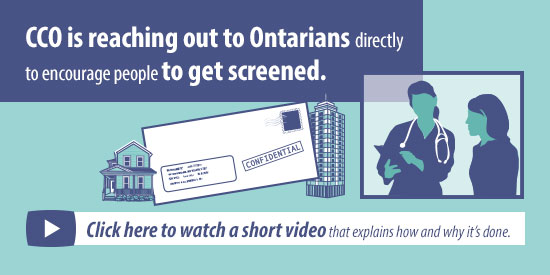 CCO is reaching out to Ontarians directly
to encourage people to get screened.
CONFIDENTIAL
Click here to watch a short video that explains how and why it's done.